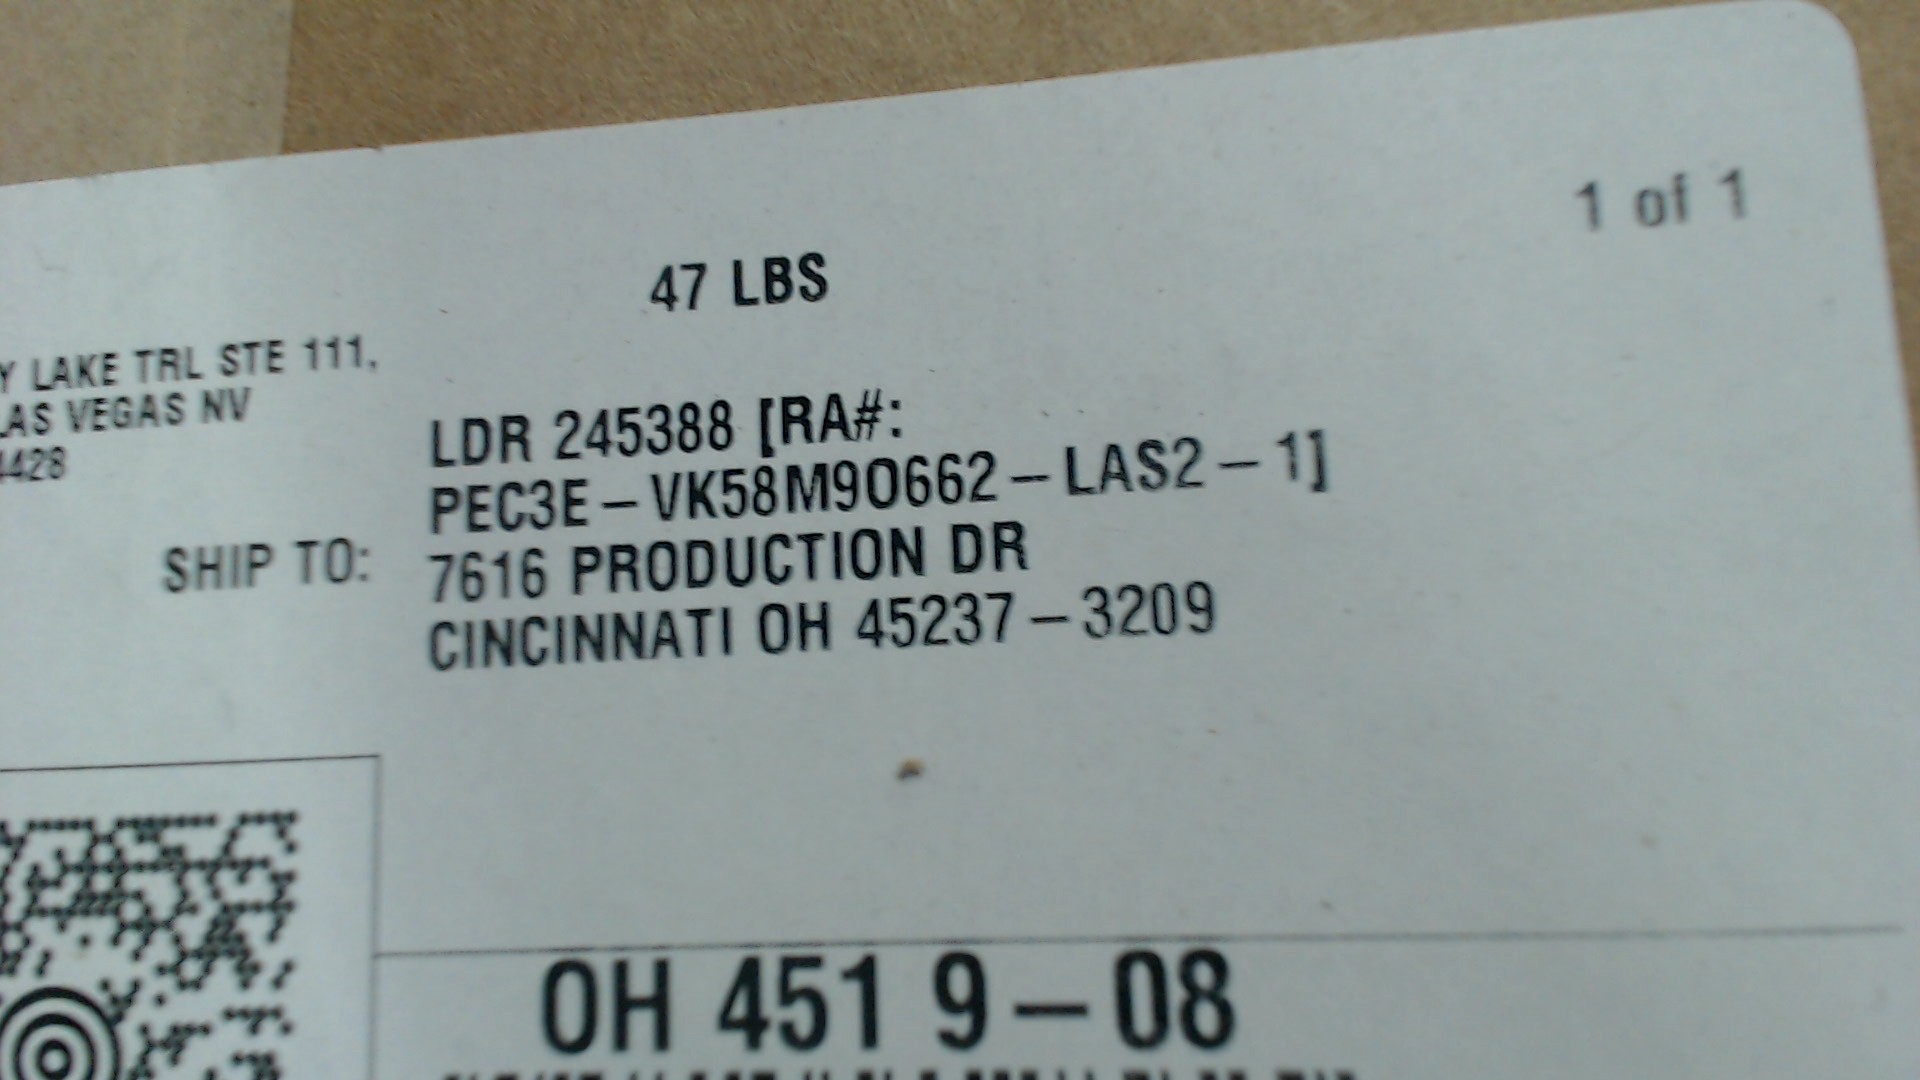 1 of 1
47 LBS
Y LAKE TRL STE 111,
LAS VEGAS NV
4428
LDR 245388 [RA#:
PEC3E-VK58M9O662-LAS2-1]
SHIP TO: 7616 PRODUCTION DR
CINCINNATI OH 45237-3209
OH 451 9-08